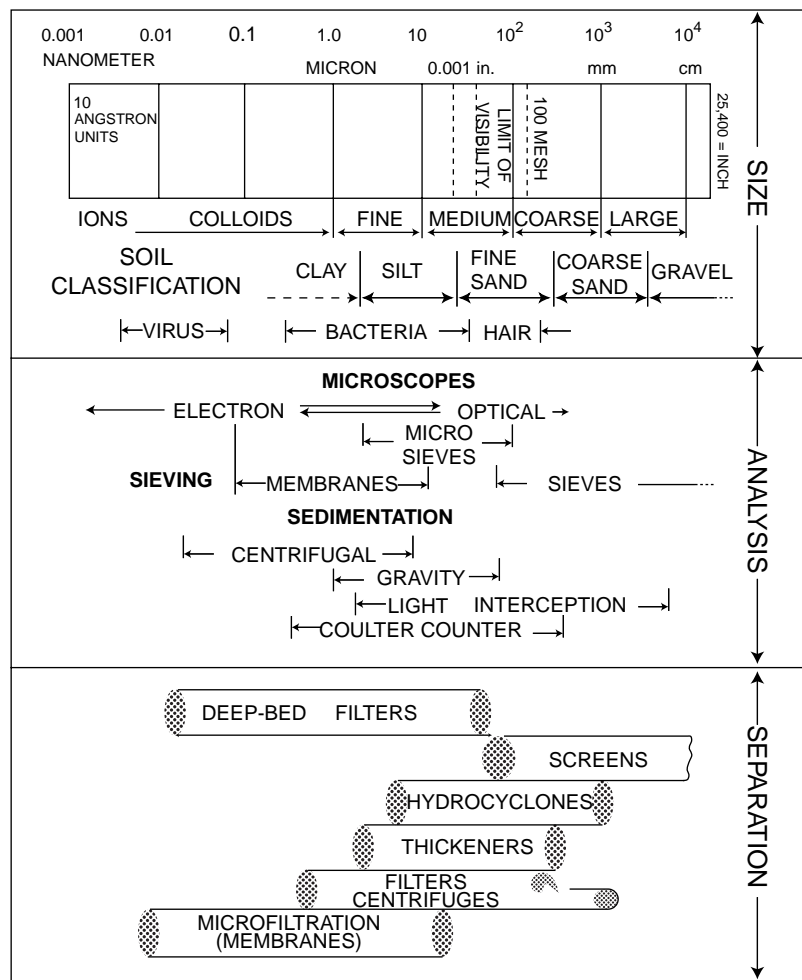 0.001 0.01 0.1 1.0 10 10² 10³ 10⁴
NANOMETER MICRON 0.001 in. mm cm
10
ANGSTRON
UNITS
LIMIT OF
VISIBILITY
100 MESH
25,400 = INCH
SIZE
IONS COLLOIDS FINE MEDIUM COARSE LARGE
SOIL
CLASSIFICATION
CLAY SILT FINE
SAND COARSE
SAND GRAVEL
VIRUS BACTERIA HAIR
MICROSCOPES
ELECTRON OPTICAL
MICRO
SIEVES
SIEVING MEMBRANES SIEVES
SEDIMENTATION
CENTRIFUGAL
GRAVITY
LIGHT INTERCEPTION
COULTER COUNTER
ANALYSIS
DEEP-BED FILTERS
SCREENS
HYDROCYCLONES
THICKENERS
FILTERS
CENTRIFUGES
MICROFILTRATION
(MEMBRANES)
SEPARATION